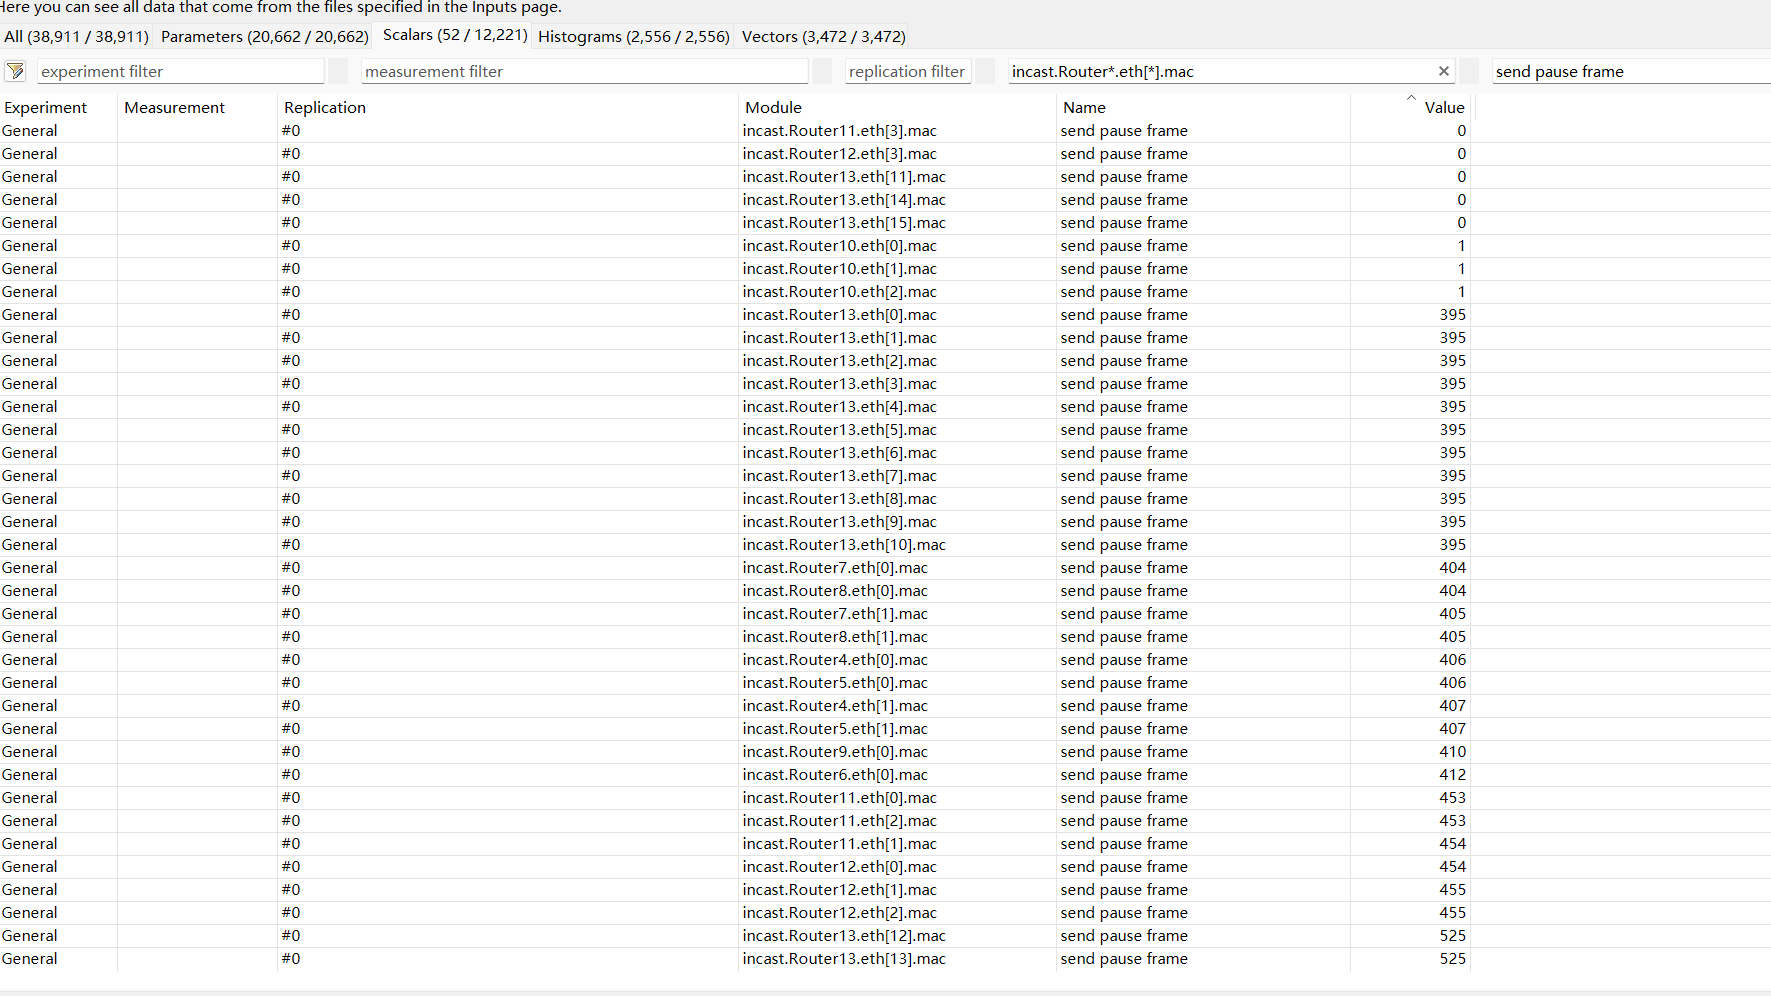 Here you can see all data that come from the files specified in the Inputs page.
All (38,911 / 38,911) Parameters (20,662 / 20,662) Scalars (52 / 12,221) Histograms (2,556 / 2,556) Vectors (3,472 / 3,472)
experiment filter measurement filter replication filter incast.Router*.eth[*].mac send pause frame
Experiment Measurement Replication Module Name Value
General #0 incast.Router11.eth[3].mac send pause frame 0
General #0 incast.Router12.eth[3].mac send pause frame 0
General #0 incast.Router13.eth[11].mac send pause frame 0
General #0 incast.Router13.eth[14].mac send pause frame 0
General #0 incast.Router13.eth[15].mac send pause frame 0
General #0 incast.Router10.eth[0].mac send pause frame 1
General #0 incast.Router10.eth[1].mac send pause frame 1
General #0 incast.Router10.eth[2].mac send pause frame 1
General #0 incast.Router13.eth[0].mac send pause frame 395
General #0 incast.Router13.eth[1].mac send pause frame 395
General #0 incast.Router13.eth[2].mac send pause frame 395
General #0 incast.Router13.eth[3].mac send pause frame 395
General #0 incast.Router13.eth[4].mac send pause frame 395
General #0 incast.Router13.eth[5].mac send pause frame 395
General #0 incast.Router13.eth[6].mac send pause frame 395
General #0 incast.Router13.eth[7].mac send pause frame 395
General #0 incast.Router13.eth[8].mac send pause frame 395
General #0 incast.Router13.eth[9].mac send pause frame 395
General #0 incast.Router13.eth[10].mac send pause frame 395
General #0 incast.Router7.eth[0].mac send pause frame 404
General #0 incast.Router8.eth[0].mac send pause frame 404
General #0 incast.Router7.eth[1].mac send pause frame 405
General #0 incast.Router8.eth[1].mac send pause frame 405
General #0 incast.Router4.eth[0].mac send pause frame 406
General #0 incast.Router5.eth[0].mac send pause frame 406
General #0 incast.Router4.eth[1].mac send pause frame 407
General #0 incast.Router5.eth[1].mac send pause frame 407
General #0 incast.Router9.eth[0].mac send pause frame 410
General #0 incast.Router6.eth[0].mac send pause frame 412
General #0 incast.Router11.eth[0].mac send pause frame 453
General #0 incast.Router11.eth[2].mac send pause frame 453
General #0 incast.Router11.eth[1].mac send pause frame 454
General #0 incast.Router12.eth[0].mac send pause frame 454
General #0 incast.Router12.eth[1].mac send pause frame 455
General #0 incast.Router12.eth[2].mac send pause frame 455
General #0 incast.Router13.eth[12].mac send pause frame 525
General #0 incast.Router13.eth[13].mac send pause frame 525